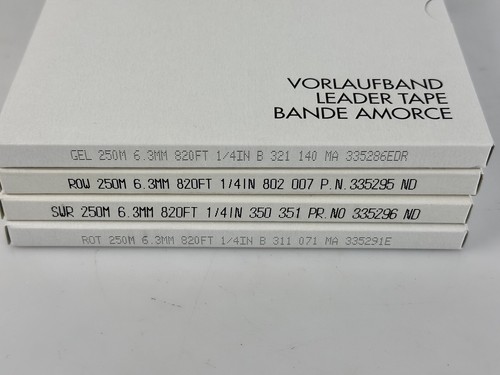 VORLAUFBAND
LEADER TAPE
BANDE AMORCE
GEL 250M 6.3MM 820FT 1/4IN B 321 140 MA 335286EDR
ROW 250M 6.3MM 820FT 1/4IN 802 007 P.N.335295 ND
SWR 250M 6.3MM 820FT 1/4IN 350 351 PR.NO 335296 ND
ROT 250M 6.3MM 820FT 1/4IN B 311 071 MA 335291E